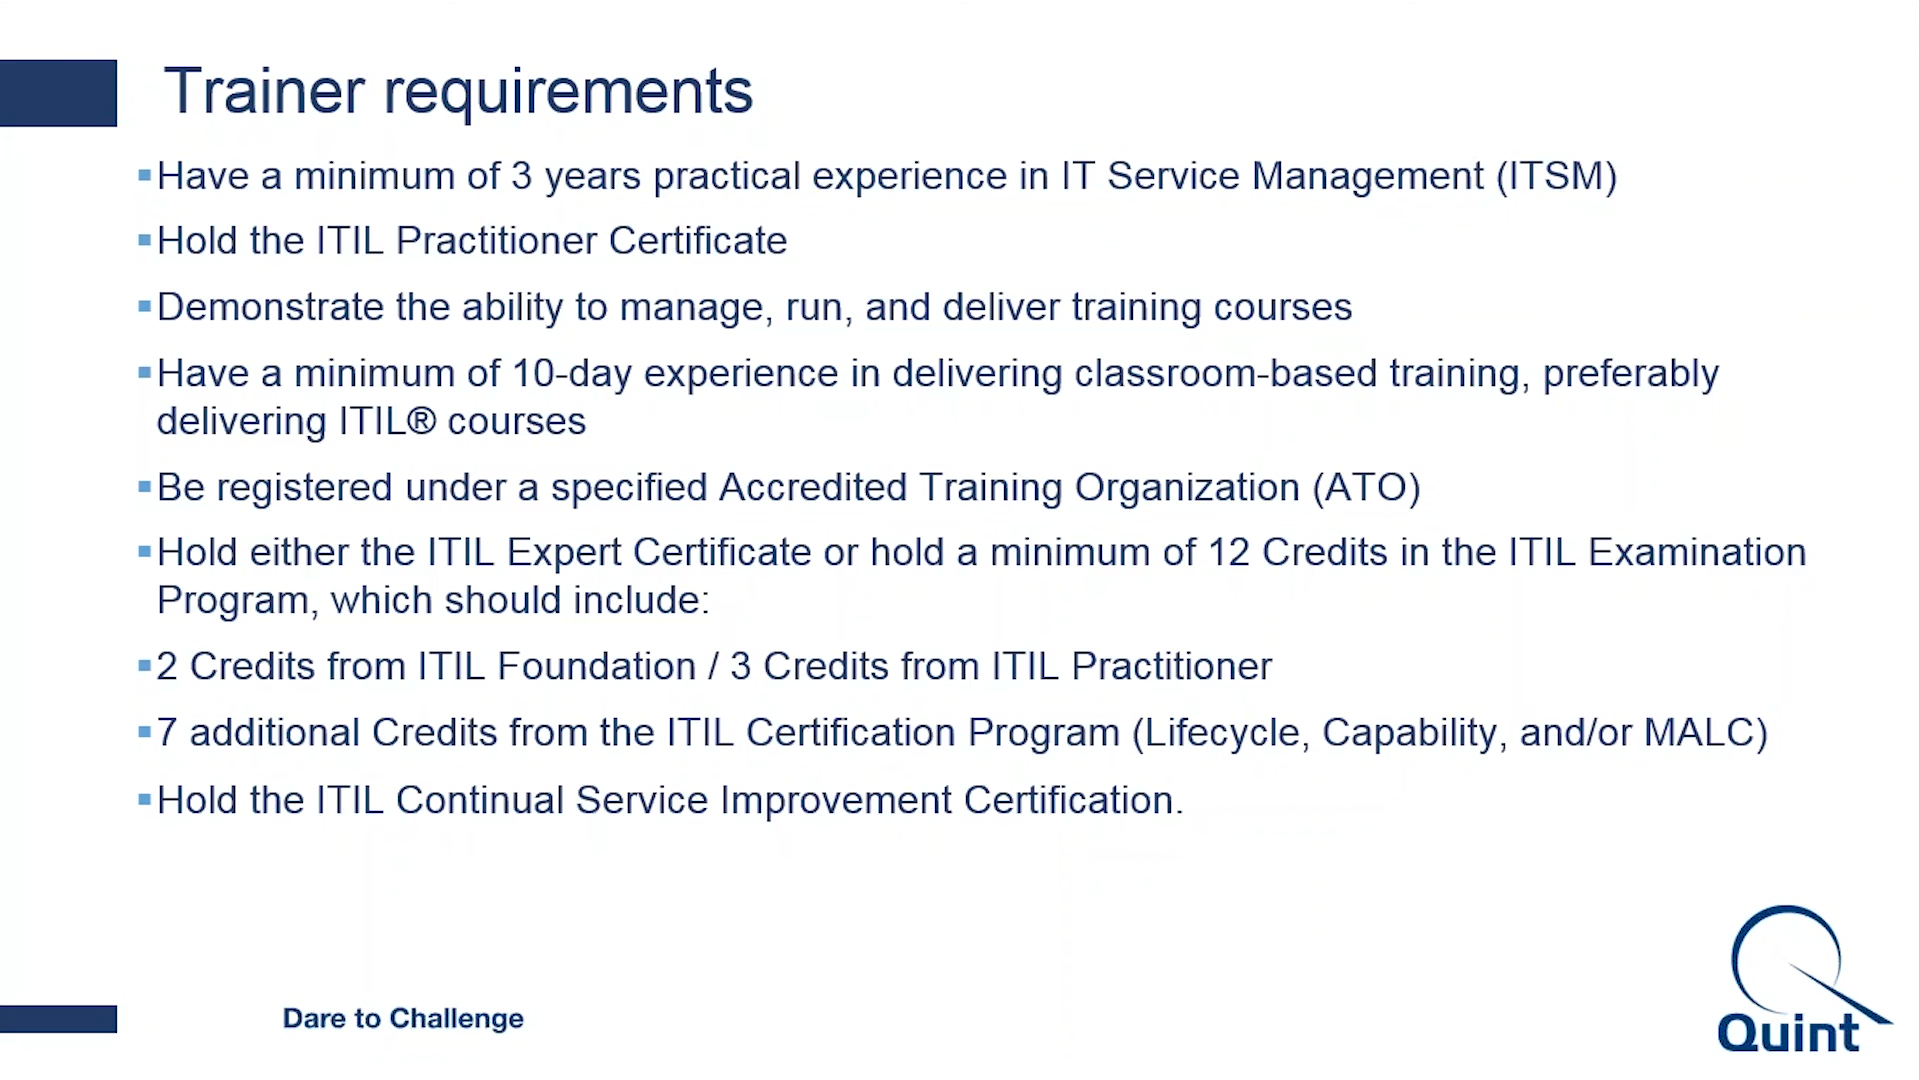 Trainer requirements
▪Have a minimum of 3 years practical experience in IT Service Management (ITSM)
▪Hold the ITIL Practitioner Certificate
▪Demonstrate the ability to manage, run, and deliver training courses
▪Have a minimum of 10-day experience in delivering classroom-based training, preferably
delivering ITIL® courses
▪Be registered under a specified Accredited Training Organization (ATO)
▪Hold either the ITIL Expert Certificate or hold a minimum of 12 Credits in the ITIL Examination
Program, which should include:
▪2 Credits from ITIL Foundation / 3 Credits from ITIL Practitioner
▪7 additional Credits from the ITIL Certification Program (Lifecycle, Capability, and/or MALC)
▪Hold the ITIL Continual Service Improvement Certification.
Dare to Challenge
Quint